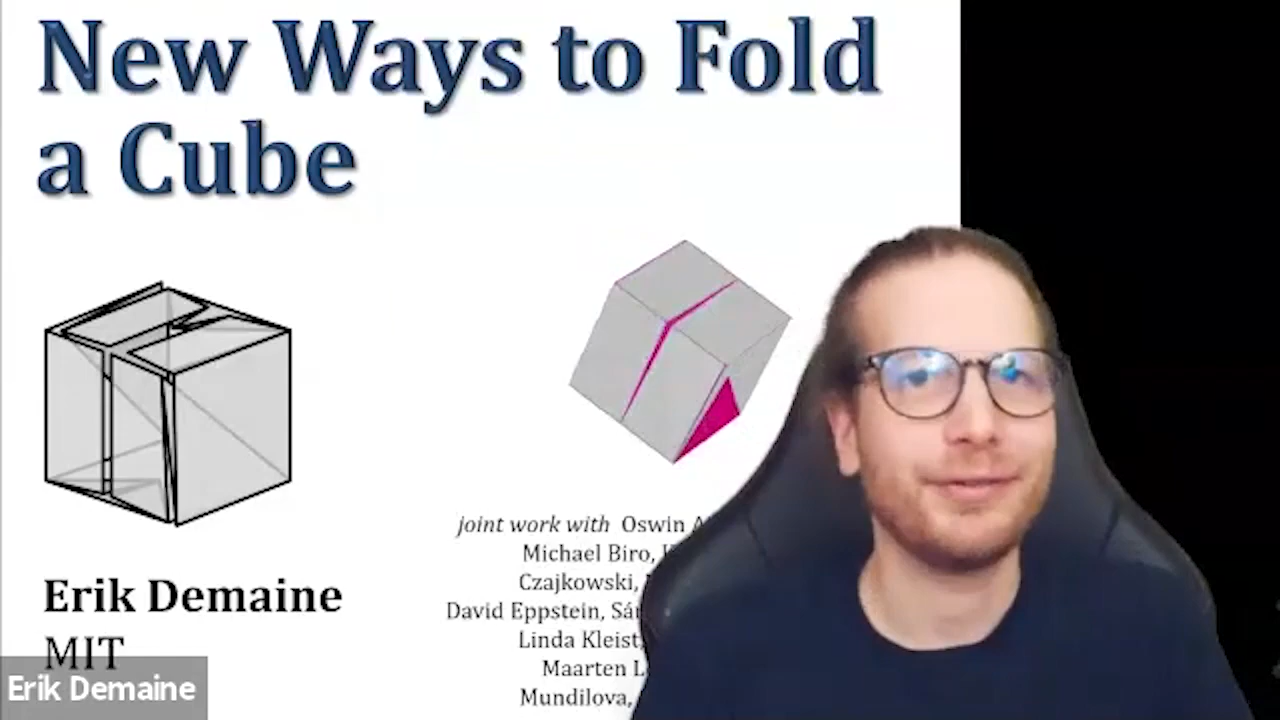 New Ways to Fold
a Cube
joint work with Oswin
Michael Biro,
Czajkowski,
David Eppstein,
Linda Kleist,
Maarten
Mundilova,
Erik Demaine
MIT
Erik Demaine